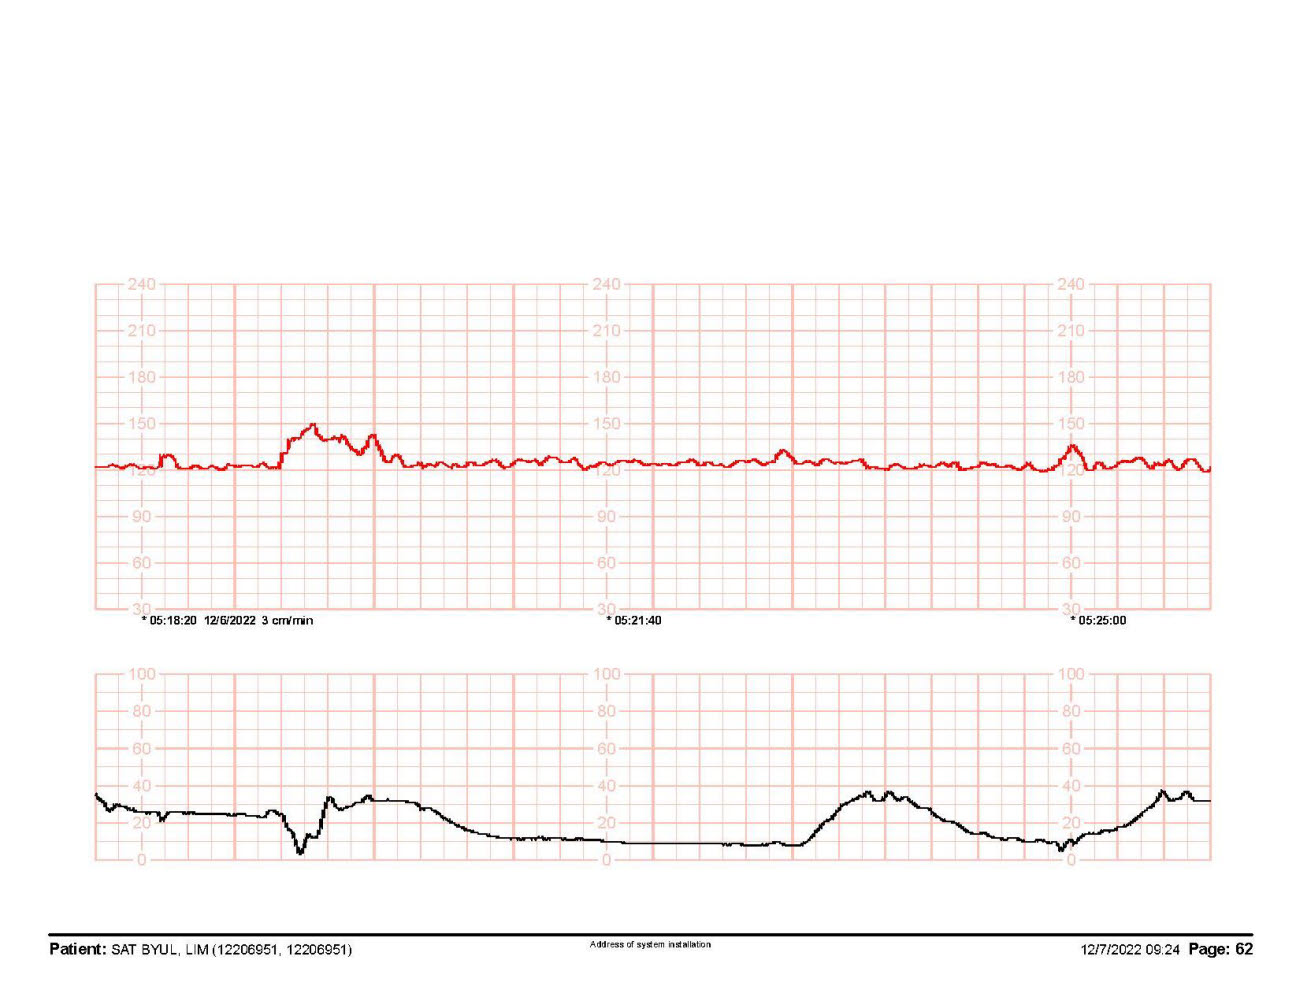 240 240 240
210 210 210
180 180 180
150 150 150
120 120 120
90 90 90
60 60 60
30 30 30
* 05:18:20 12/6/2022 3 cm/min * 05:21:40 * 05:25:00
100 100 100
80 80 80
60 60 60
40 40 40
20 20 20
0 0 0
Patient: SAT BYUL, LIM (12206951, 12206951) Address of system installation 12/7/2022 09:24 Page: 62